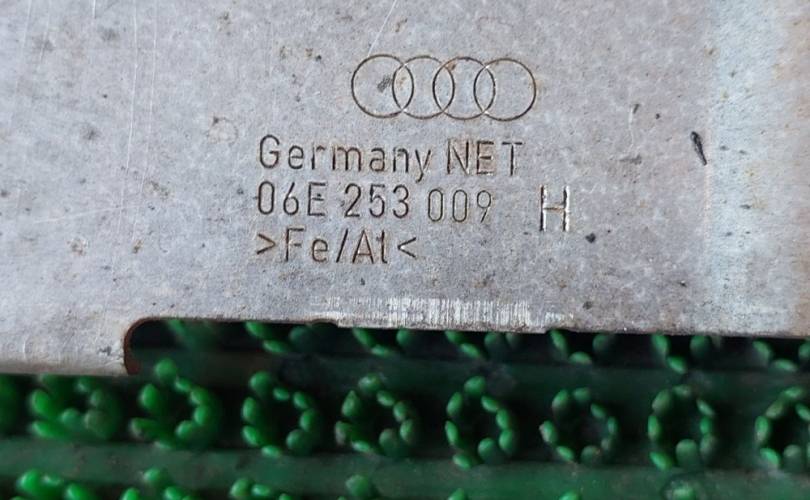 Germany NET
06E 253 009 H
>Fe/Al<